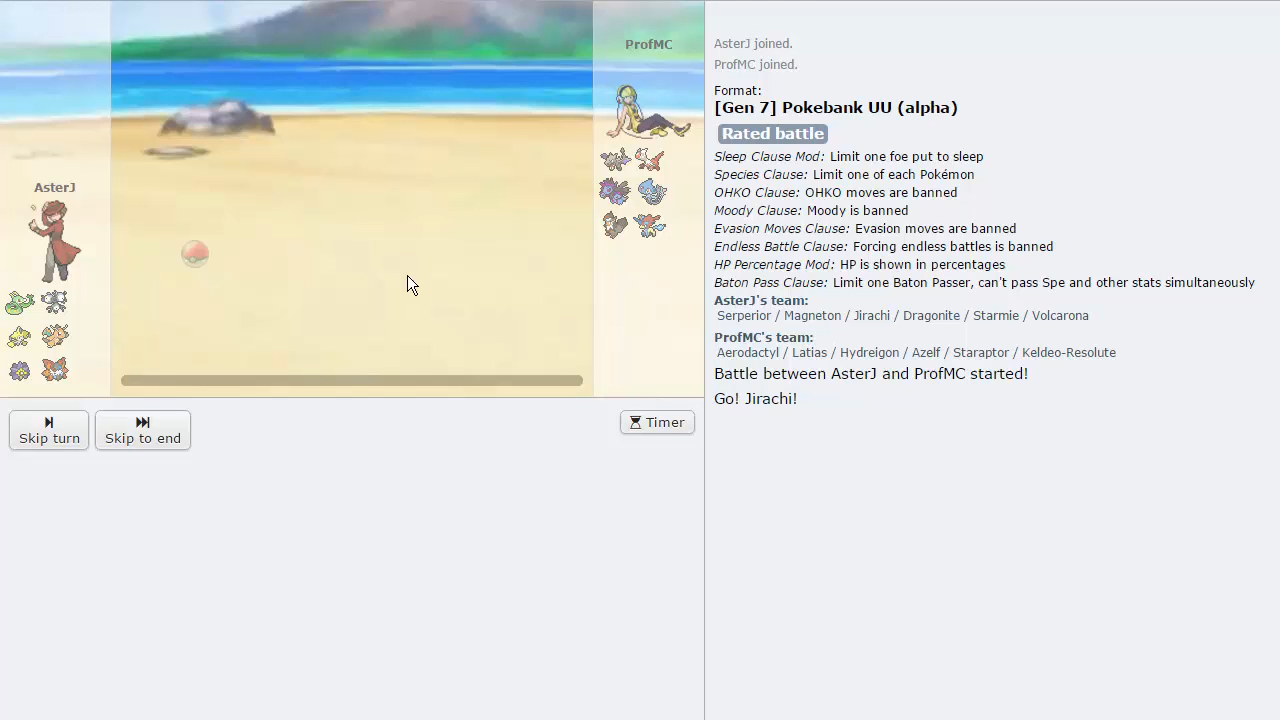 ProfMC
AsterJ
Skip turn
Skip to end
Timer
AsterJ joined.
ProfMC joined.
Format:
[Gen 7] Pokebank UU (alpha)
Rated battle
Sleep Clause Mod: Limit one foe put to sleep
Species Clause: Limit one of each Pokémon
OHKO Clause: OHKO moves are banned
Moody Clause: Moody is banned
Evasion Moves Clause: Evasion moves are banned
Endless Battle Clause: Forcing endless battles is banned
HP Percentage Mod: HP is shown in percentages
Baton Pass Clause: Limit one Baton Passer, can't pass Spe and other stats simultaneously
AsterJ's team:
Serperior / Magneton / Jirachi / Dragonite / Starmie / Volcarona
ProfMC's team:
Aerodactyl / Latias / Hydreigon / Azelf / Staraptor / Keldeo-Resolute
Battle between AsterJ and ProfMC started!
Go! Jirachi!